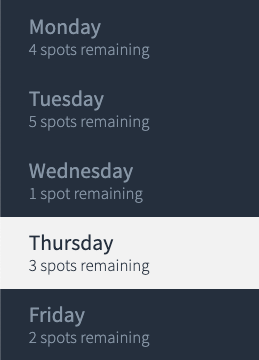 Monday
4 spots remaining
Tuesday
5 spots remaining
Wednesday
1 spot remaining
Thursday
3 spots remaining
Friday
2 spots remaining